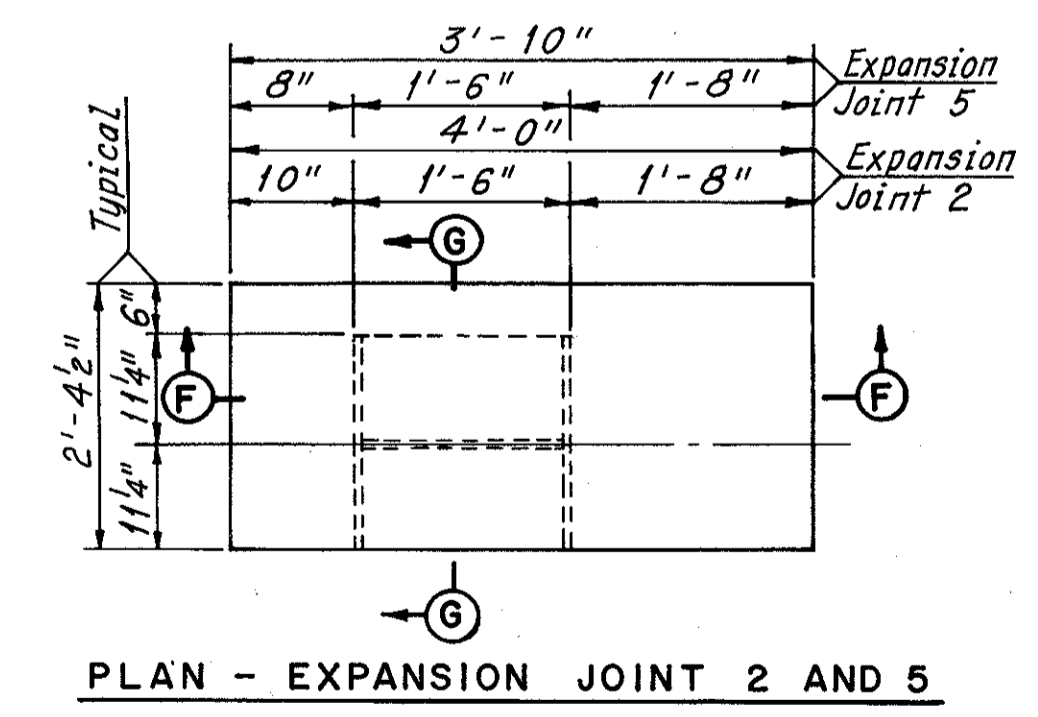 3'-10"
8" 1'-6" 1'-8" Expansion
Joint 5
4'-0"
10" 1'-6" 1'-8" Expansion
Joint 2
Typical
G
6"
11¼"
11¼"
2'-4½"
F
F
G
PLAN - EXPANSION JOINT 2 AND 5